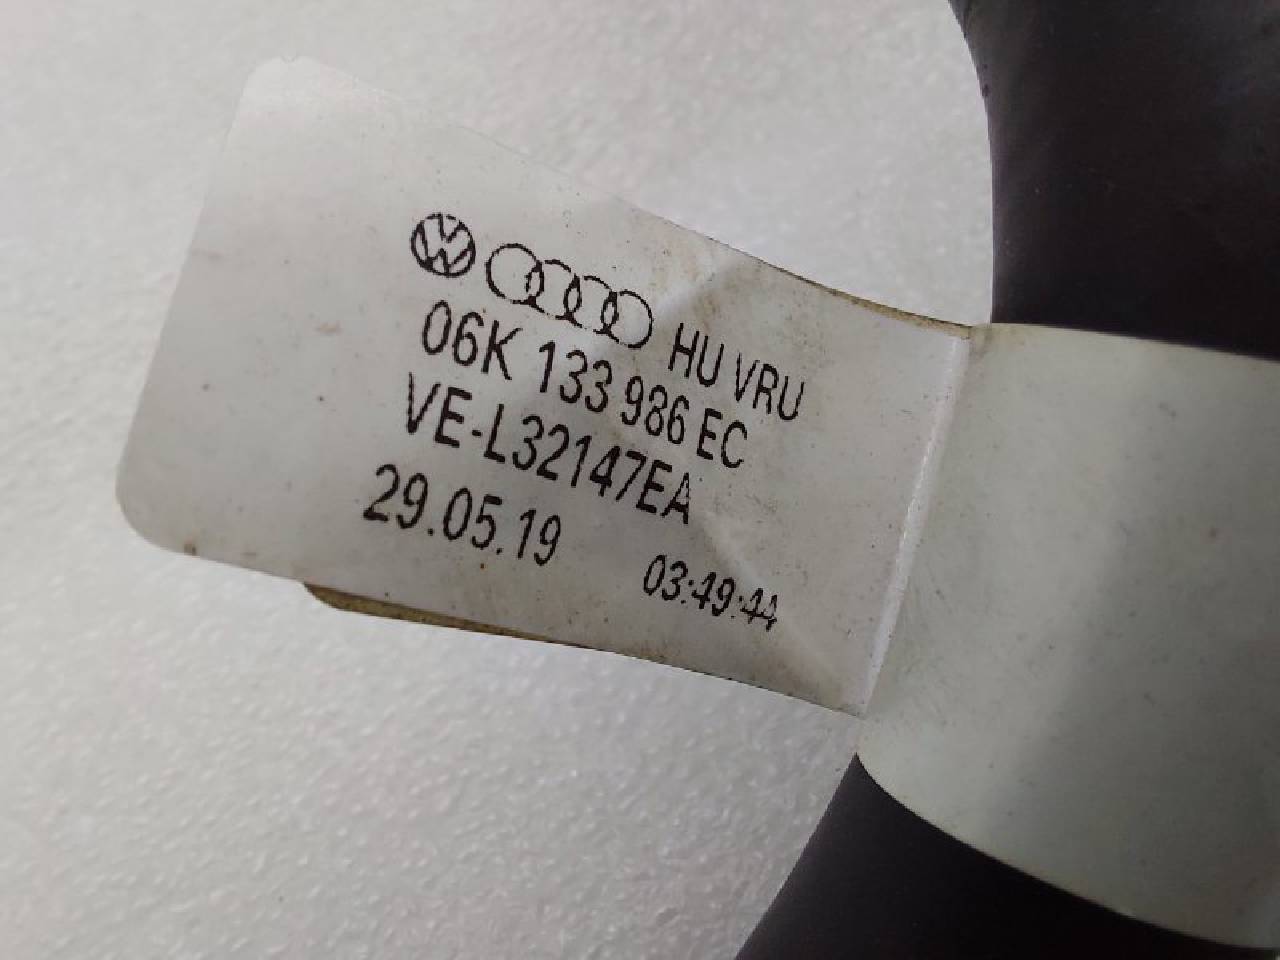 HU VRU
06K 133 986 EC
VE-L32147EA
29.05.19 03:49:44